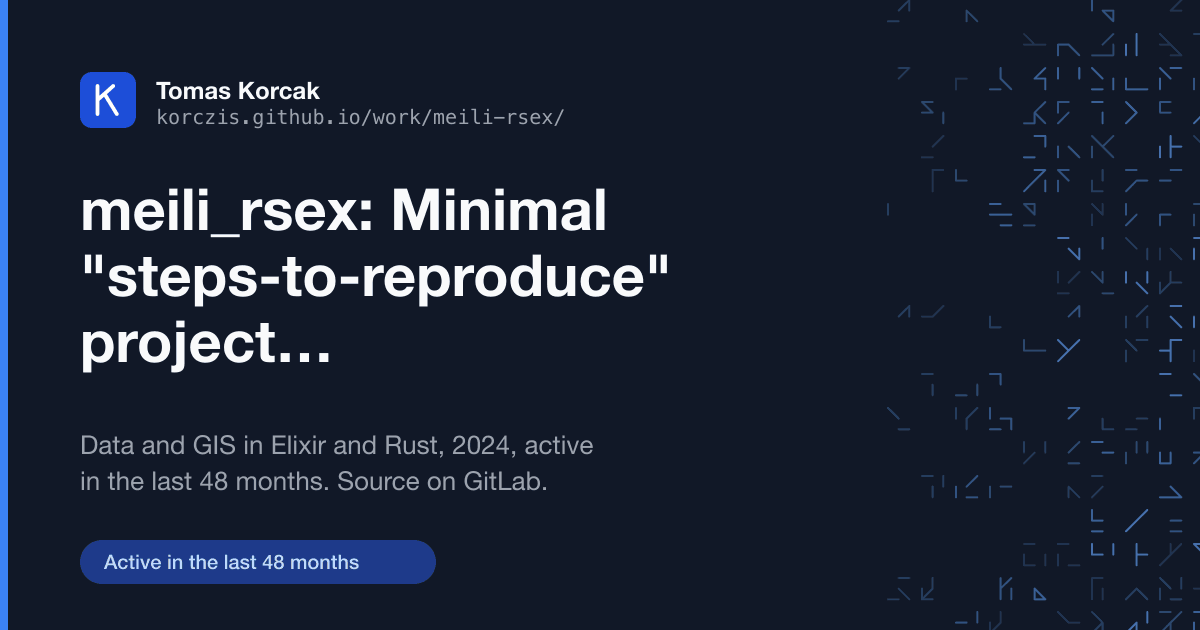 K
Tomas Korcak
korczis.github.io/work/meili-rsex/
meili_rsex: Minimal
"steps-to-reproduce"
project...
Data and GIS in Elixir and Rust, 2024, active
in the last 48 months. Source on GitLab.
Active in the last 48 months